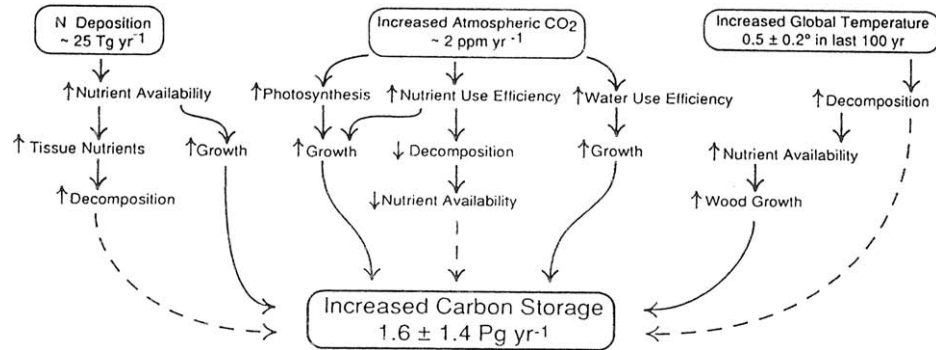 N Deposition
~ 25 Tg yr-1
Increased Atmospheric CO2
~ 2 ppm yr -1
Increased Global Temperature
0.5 ± 0.2° in last 100 yr
↑Nutrient Availability
↑Photosynthesis
↑Nutrient Use Efficiency
↑Water Use Efficiency
↑Decomposition
↑Tissue Nutrients
↑Growth
↑Growth
↓ Decomposition
↑Growth
↑Nutrient Availability
↑Decomposition
↓Nutrient Availability
↑Wood Growth
Increased Carbon Storage
1.6 ± 1.4 Pg yr-1